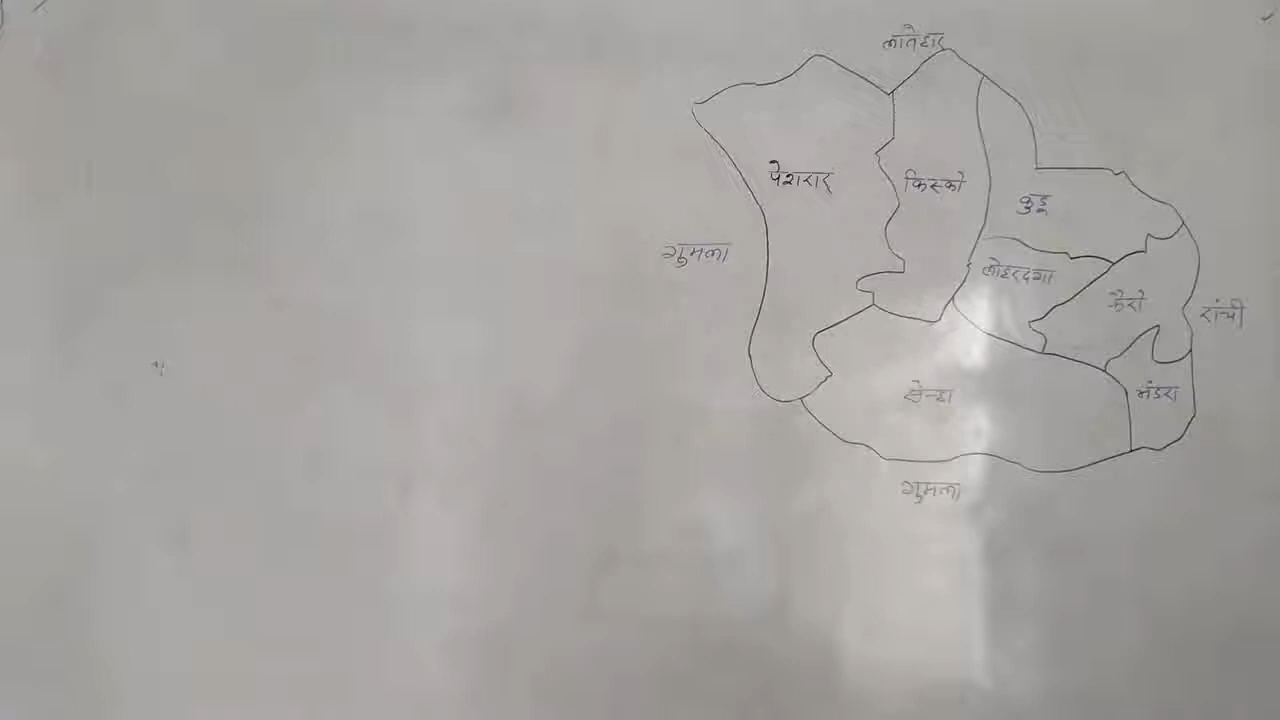 लातेहार
पेशरार
किस्को
कुडू
गुमला
लोहरदगा
कैरो
रांची
सेन्हा
भंडरा
गुमला